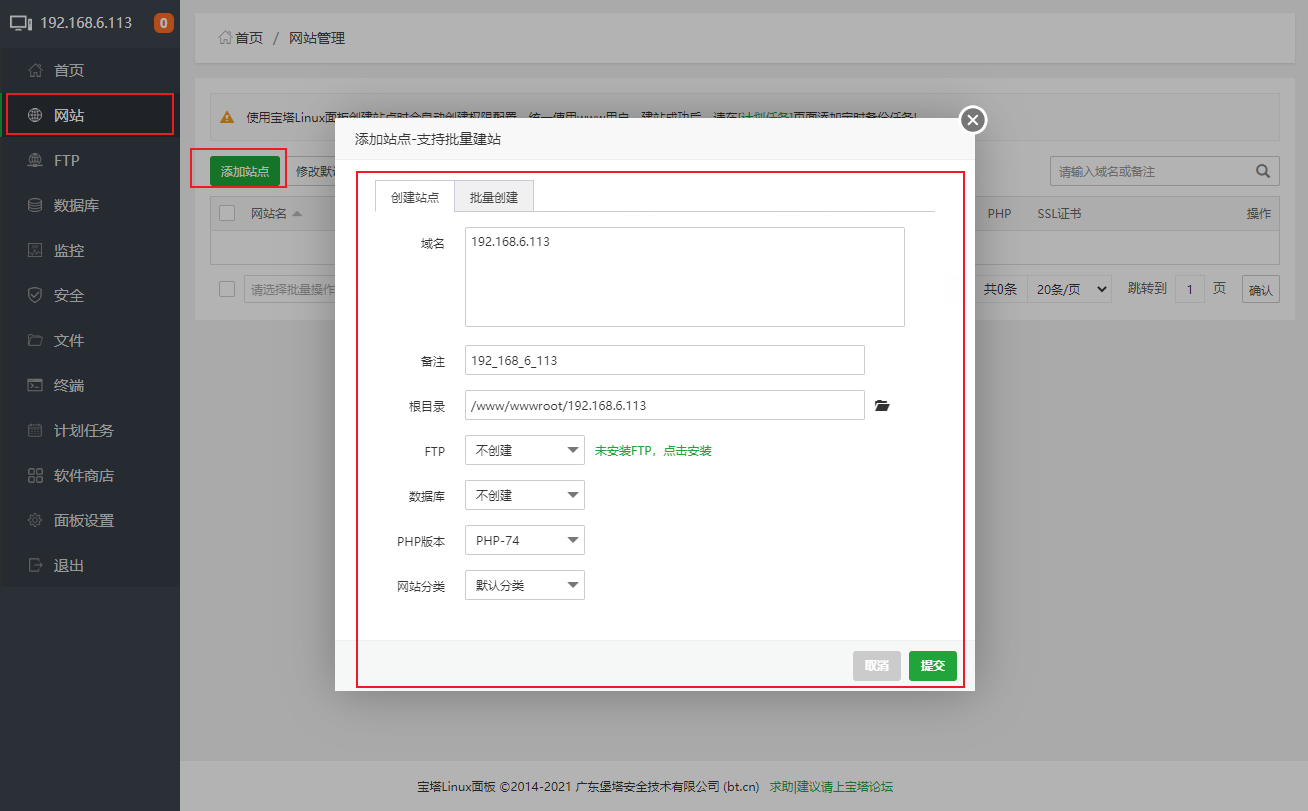 192.168.6.113 0
首页
网站
FTP
数据库
监控
安全
文件
终端
计划任务
软件商店
面板设置
退出
首页 / 网站管理
使用宝塔Linux面板创建站点时会自动创建权限配置，统一使用www用户，建站成功后，请在[计划任务]页面添加定时备份任务!
添加站点 修改默
请输入域名或备注
网站名 PHP SSL证书 操作
请选择批量操作 共0条 20条/页 跳转到 1 页 确认
添加站点-支持批量建站
创建站点 批量创建
域名 192.168.6.113
备注 192_168_6_113
根目录 /www/wwwroot/192.168.6.113
FTP 不创建 未安装FTP，点击安装
数据库 不创建
PHP版本 PHP-74
网站分类 默认分类
取消 提交
宝塔Linux面板 ©2014-2021 广东堡塔安全技术有限公司 (bt.cn) 求助|建议请上宝塔论坛